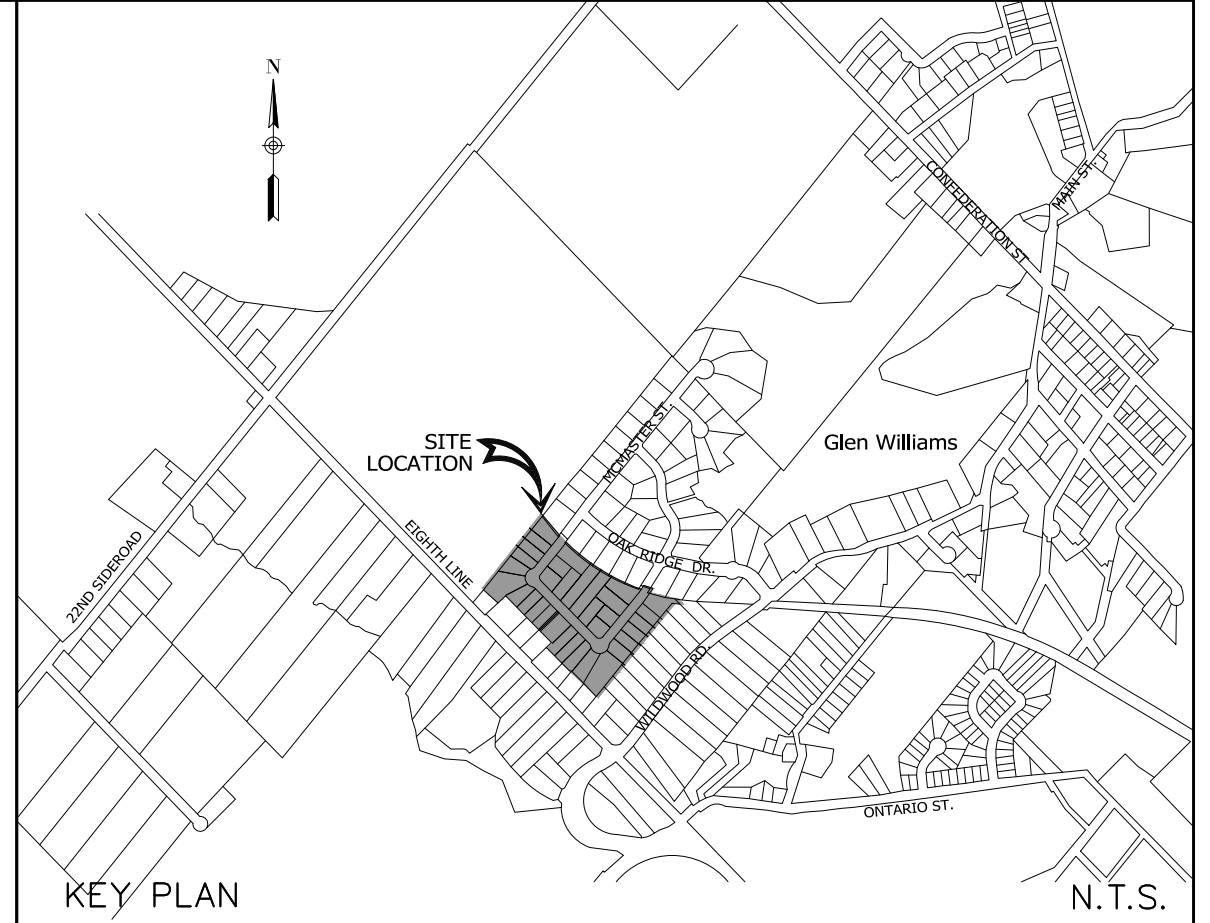 N
CONFEDERATION ST
MAIN ST.
MCMASTER ST.
Glen Williams
SITE
LOCATION
EIGHTH LINE
22ND SIDEROAD
OAK RIDGE DR.
WILDWOOD RD.
ONTARIO ST.
KEY PLAN
N.T.S.